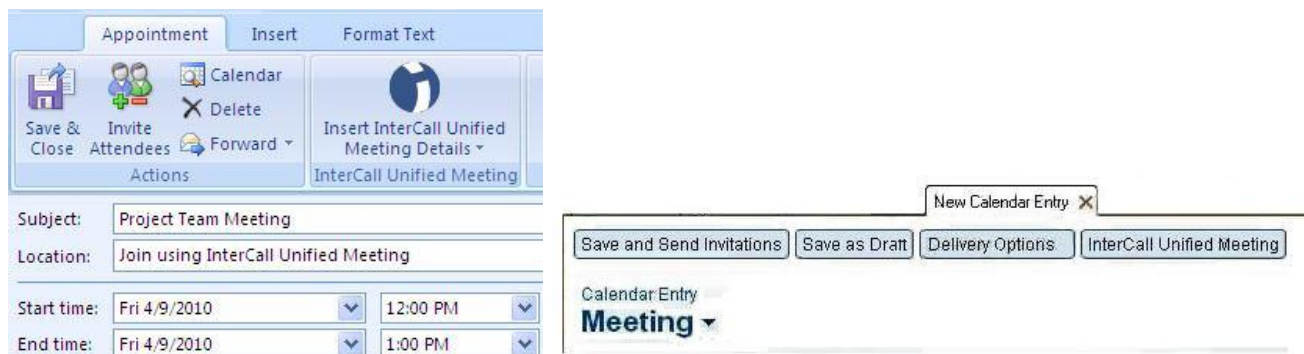 Appointment Insert Format Text
Calendar
Delete
Save & Close
Invite Attendees
Forward
Insert InterCall Unified Meeting Details
Actions
InterCall Unified Meeting
Subject: Project Team Meeting
Location: Join using InterCall Unified Meeting
Start time: Fri 4/9/2010 12:00 PM
End time: Fri 4/9/2010 1:00 PM
New Calendar Entry
Save and Send Invitations Save as Draft Delivery Options InterCall Unified Meeting
Calendar Entry
Meeting